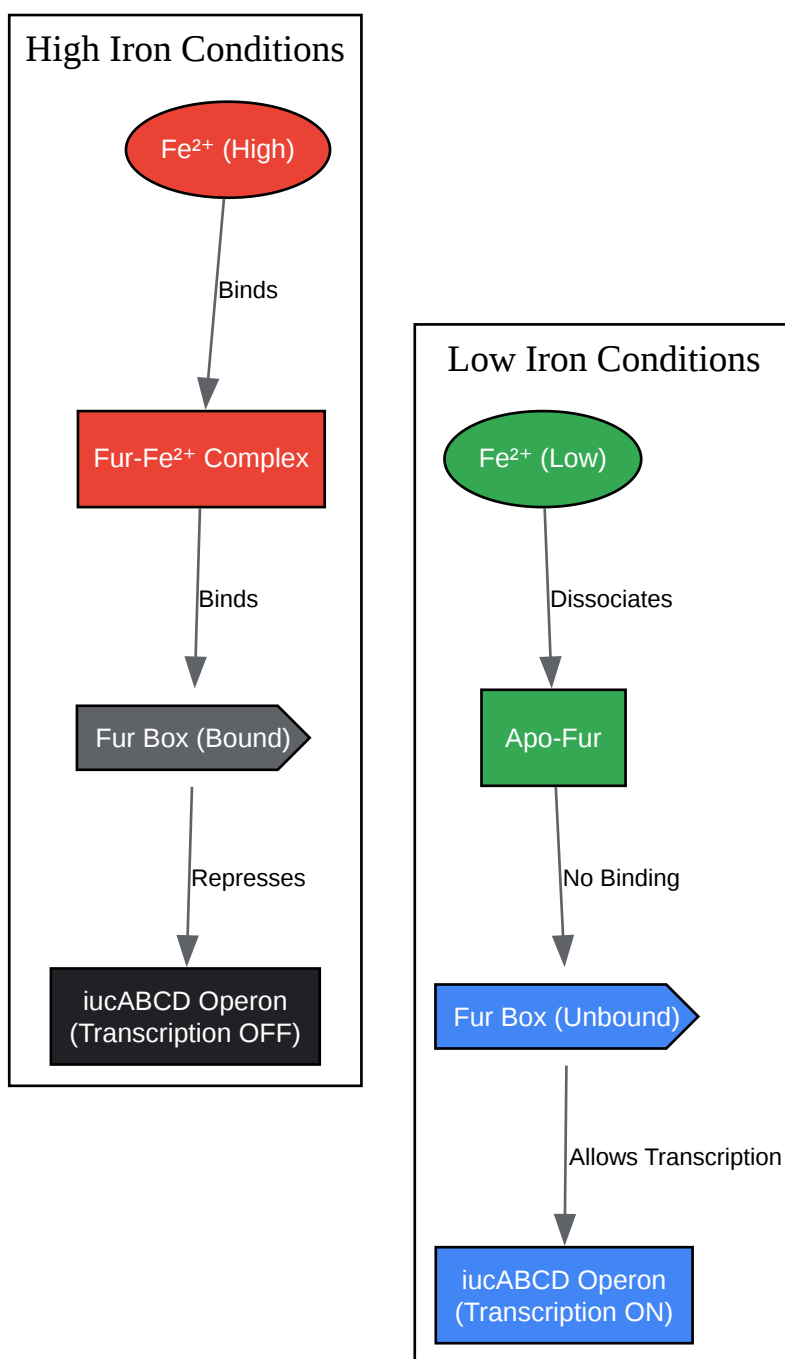 High Iron Conditions
Fe²⁺ (High)
Binds
Fur-Fe²⁺ Complex
Binds
Fur Box (Bound)
Represses
iucABCD Operon
(Transcription OFF)
Low Iron Conditions
Fe²⁺ (Low)
Dissociates
Apo-Fur
No Binding
Fur Box (Unbound)
Allows Transcription
iucABCD Operon
(Transcription ON)